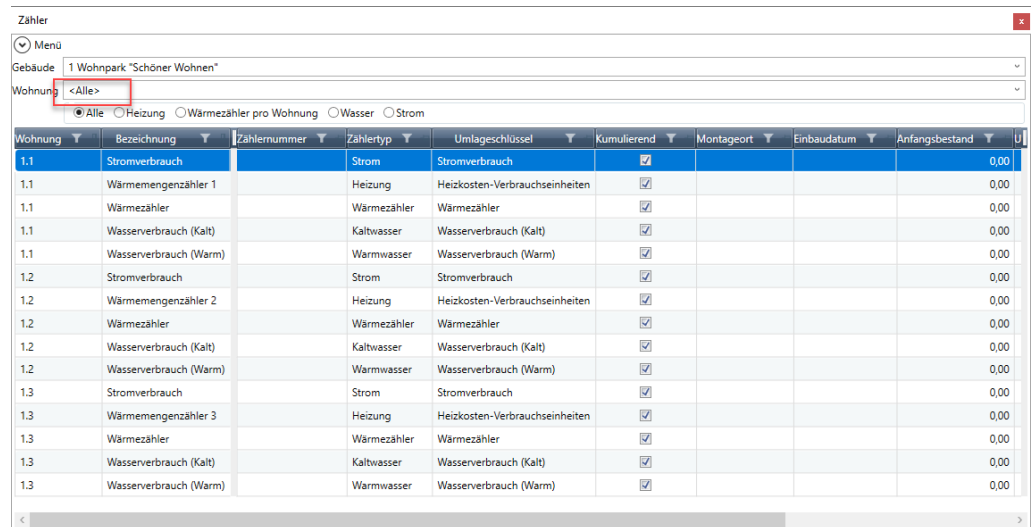 Zähler
x
Menü
Gebäude 1 Wohnpark "Schöner Wohnen"
Wohnung <Alle>
Alle Heizung Wärmezähler pro Wohnung Wasser Strom
Wohnung Bezeichnung Zählernummer Zählertyp Umlageschlüssel Kumulierend Montageort Einbaudatum Anfangsbestand U
1.1 Stromverbrauch Strom Stromverbrauch 0,00
1.1 Wärmemengenzähler 1 Heizung Heizkosten-Verbrauchseinheiten 0,00
1.1 Wärmezähler Wärmezähler Wärmezähler 0,00
1.1 Wasserverbrauch (Kalt) Kaltwasser Wasserverbrauch (Kalt) 0,00
1.1 Wasserverbrauch (Warm) Warmwasser Wasserverbrauch (Warm) 0,00
1.2 Stromverbrauch Strom Stromverbrauch 0,00
1.2 Wärmemengenzähler 2 Heizung Heizkosten-Verbrauchseinheiten 0,00
1.2 Wärmezähler Wärmezähler Wärmezähler 0,00
1.2 Wasserverbrauch (Kalt) Kaltwasser Wasserverbrauch (Kalt) 0,00
1.2 Wasserverbrauch (Warm) Warmwasser Wasserverbrauch (Warm) 0,00
1.3 Stromverbrauch Strom Stromverbrauch 0,00
1.3 Wärmemengenzähler 3 Heizung Heizkosten-Verbrauchseinheiten 0,00
1.3 Wärmezähler Wärmezähler Wärmezähler 0,00
1.3 Wasserverbrauch (Kalt) Kaltwasser Wasserverbrauch (Kalt) 0,00
1.3 Wasserverbrauch (Warm) Warmwasser Wasserverbrauch (Warm) 0,00